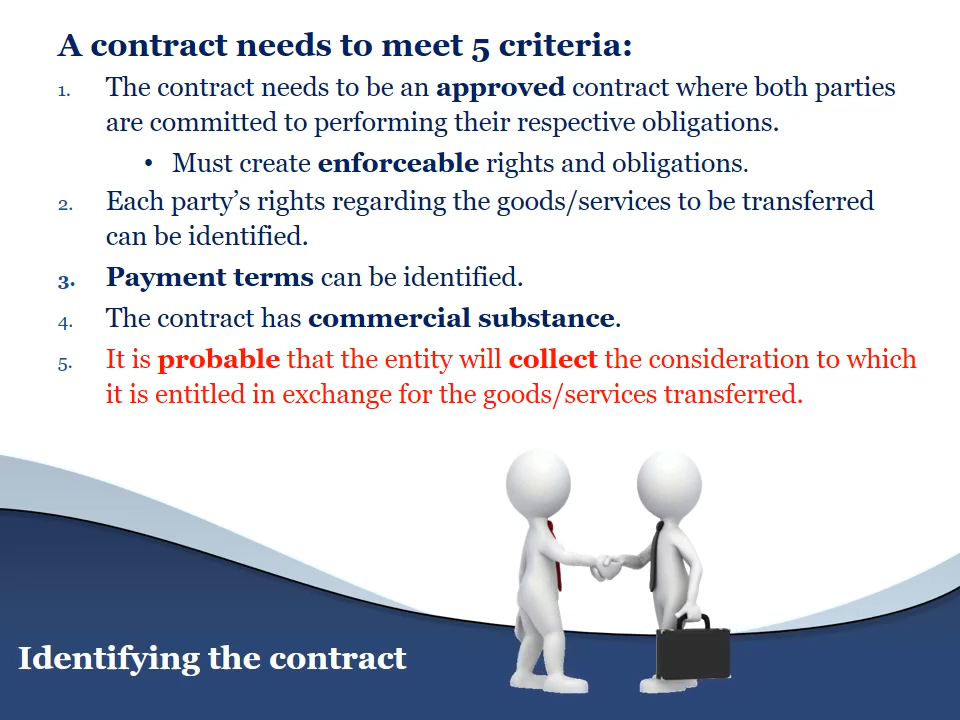 A contract needs to meet 5 criteria:
1. The contract needs to be an approved contract where both parties
are committed to performing their respective obligations.
• Must create enforceable rights and obligations.
2. Each party’s rights regarding the goods/services to be transferred
can be identified.
3. Payment terms can be identified.
4. The contract has commercial substance.
5. It is probable that the entity will collect the consideration to which
it is entitled in exchange for the goods/services transferred.
Identifying the contract